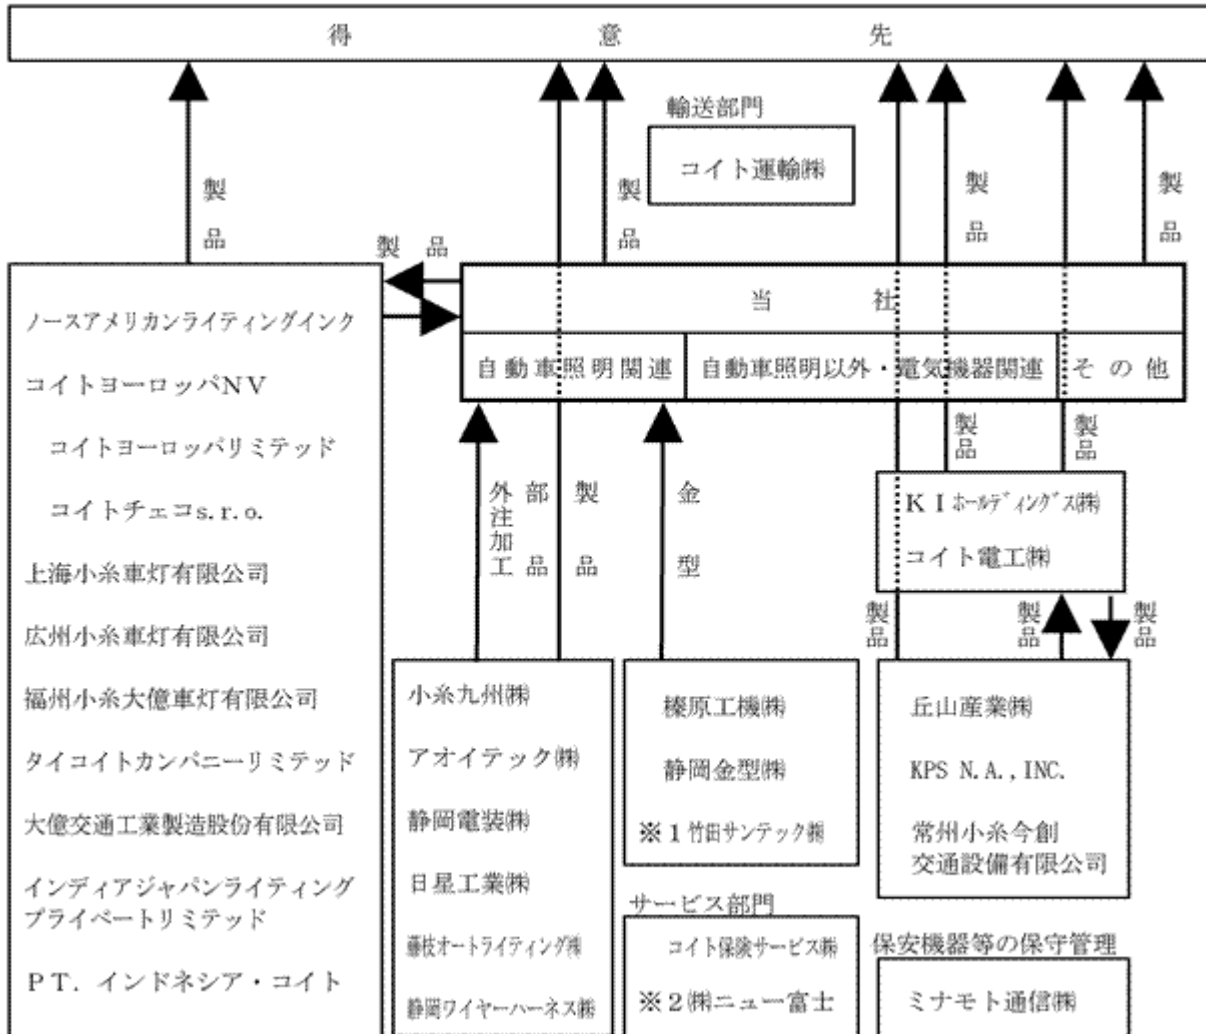 得意先
輸送部門
コイト運輸㈱
製品
製品
製品
製品
製品
当社
自動車照明関連
自動車照明以外・電気機器関連
その他
ノースアメリカンライティングインク
コイトヨーロッパNV
コイトヨーロッパリミテッド
コイトチェコs.r.o.
上海小糸車灯有限公司
広州小糸車灯有限公司
福州小糸大億車灯有限公司
タイコイトカンパニーリミテッド
大億交通工業製造股份有限公司
インディアジャパンライティング
プライベートリミテッド
PT.インドネシア・コイト
外注加工
部品
製品
金型
製品
製品
KIホールディングス㈱
コイト電工㈱
製品
製品
製品
小糸九州㈱
アオイテック㈱
静岡電装㈱
日星工業㈱
藤枝オートライティング㈱
静岡ワイヤーハーネス㈱
榛原工機㈱
静岡金型㈱
※1竹田サンテック㈱
サービス部門
コイト保険サービス㈱
※2㈱ニュー富士
丘山産業㈱
KPS N.A.,INC.
常州小糸今創
交通設備有限公司
保安機器等の保守管理
ミナモト通信㈱